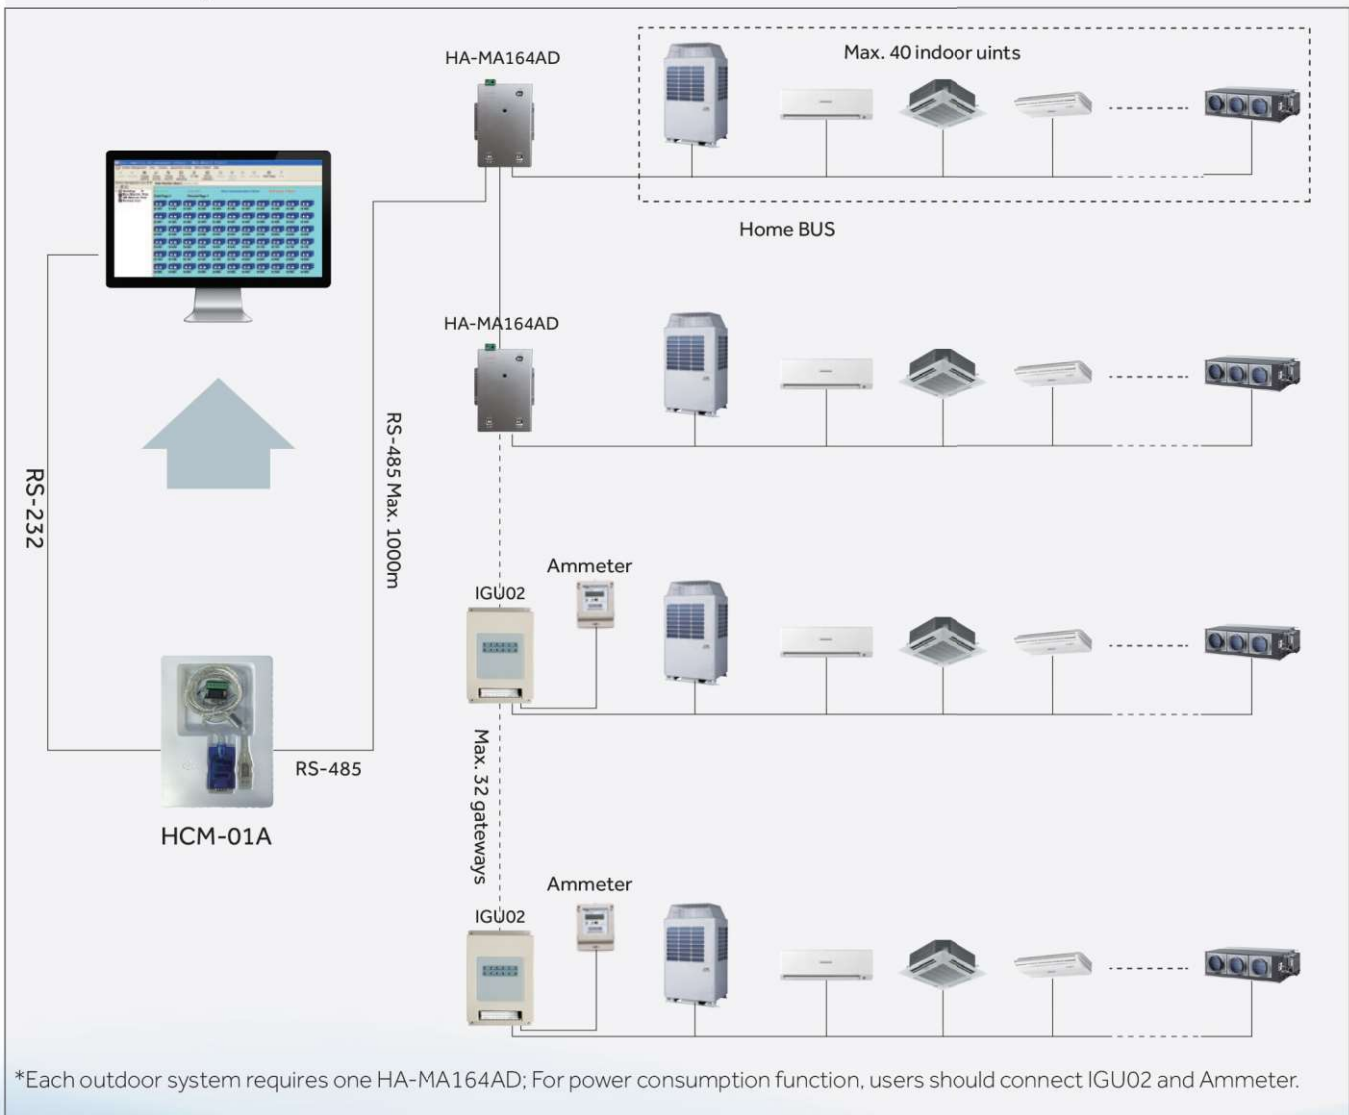 HA-MA164AD
Max. 40 indoor uints
Home BUS
HA-MA164AD
RS-232
RS-485 Max. 1000m
IGU02
Ammeter
RS-485
HCM-01A
Max. 32 gateways
IGU02
Ammeter
*Each outdoor system requires one HA-MA164AD; For power consumption function, users should connect IGU02 and Ammeter.